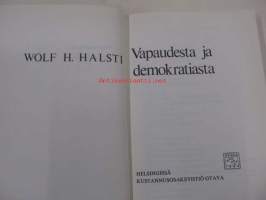 WOLF H. HALSTI
Vapaudesta ja
demokratiasta
HELSINGISSÄ
KUSTANNUSOSAKEYHTIÖ OTAVA